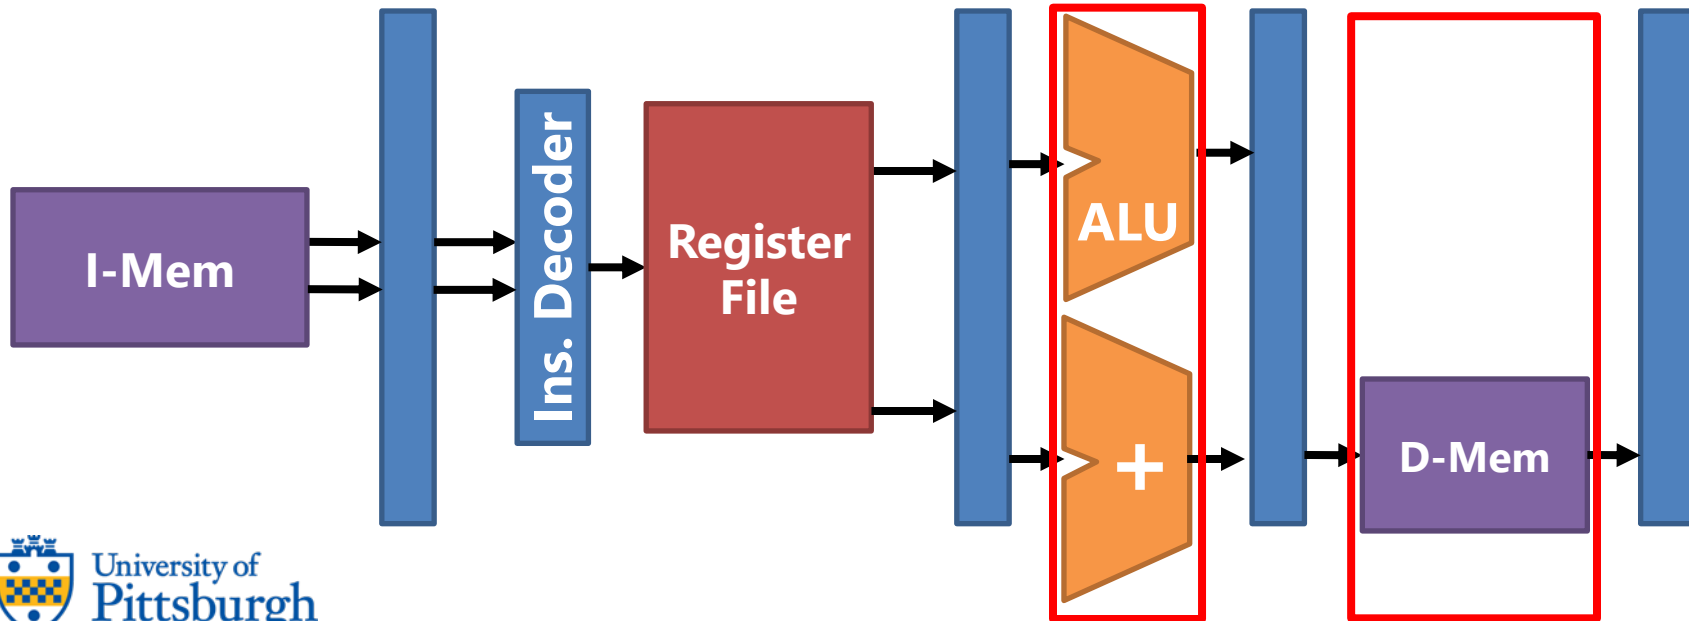 I-Mem
Ins. Decoder
Register
File
ALU
+
D-Mem
University of
Pittsburgh